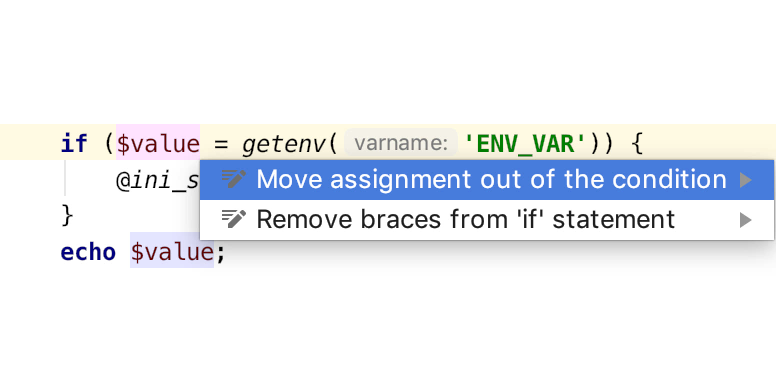 if ($value = getenv( varname: 'ENV_VAR')) {
@ini_s
Move assignment out of the condition
}
Remove braces from 'if' statement
echo $value;